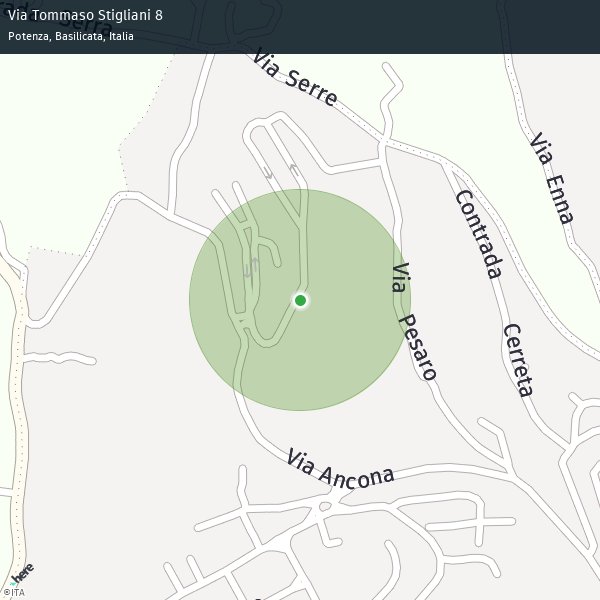 Via Tommaso Stigliani 8
Potenza, Basilicata, Italia
Serra
Via Serre
Via Enna
Contrada
Cerreta
Via Pesaro
Via Ancona
here
©ITA